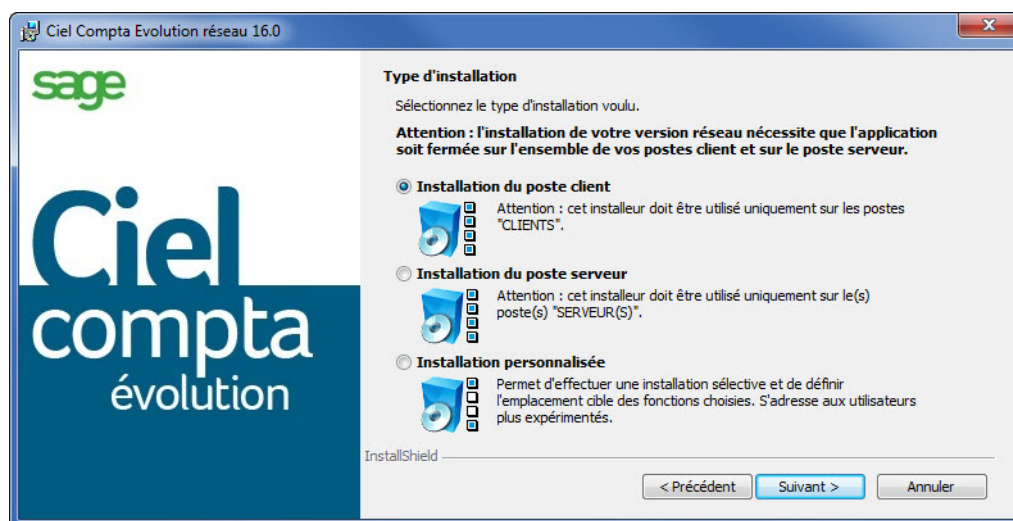 Ciel Compta Evolution réseau 16.0
sage
Ciel
compta
évolution
Type d'installation
Sélectionnez le type d'installation voulu.
Attention : l'installation de votre version réseau nécessite que l'application
soit fermée sur l'ensemble de vos postes client et sur le poste serveur.
Installation du poste client
Attention : cet installeur doit être utilisé uniquement sur les postes
"CLIENTS".
Installation du poste serveur
Attention : cet installeur doit être utilisé uniquement sur le(s)
poste(s) "SERVEUR(S)".
Installation personnalisée
Permet d'effectuer une installation sélective et de définir
l'emplacement cible des fonctions choisies. S'adresse aux utilisateurs
plus expérimentés.
InstallShield
< Précédent
Suivant >
Annuler